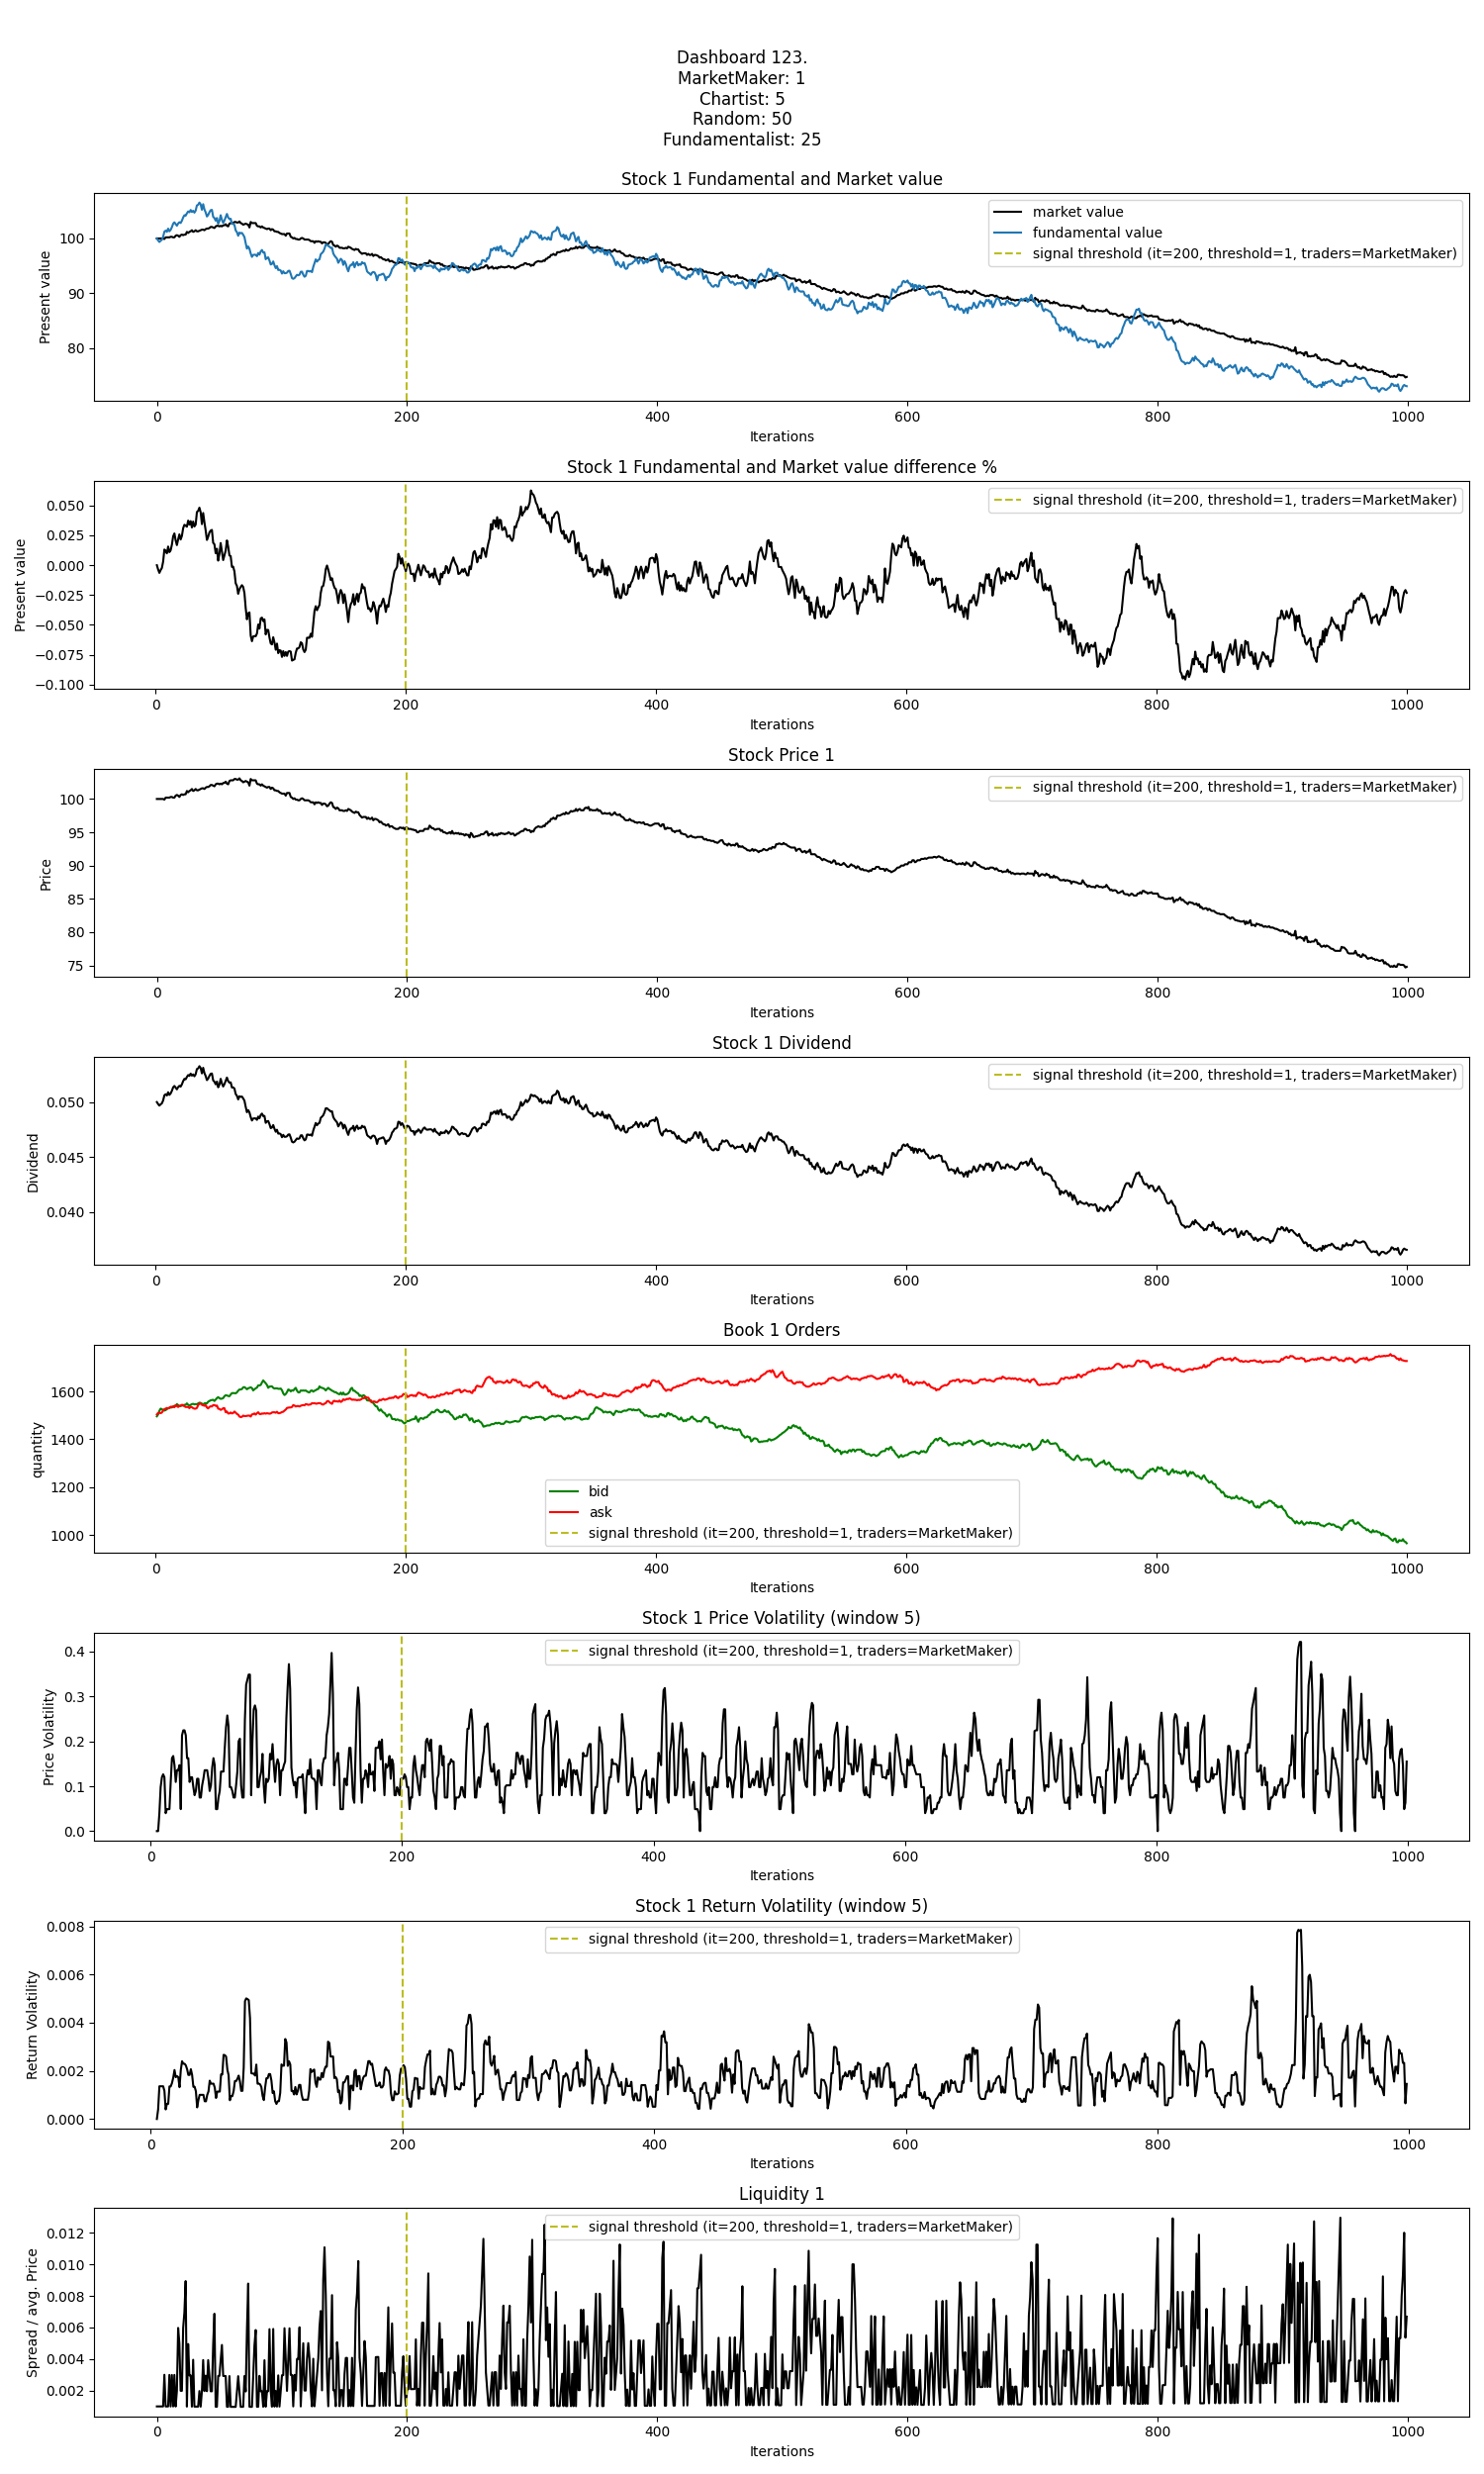 Dashboard 123.
MarketMaker: 1
Chartist: 5
Random: 50
Fundamentalist: 25
Stock 1 Fundamental and Market value
market value
fundamental value
signal threshold (it=200, threshold=1, traders=MarketMaker)
Present value
100
90
80
0 200 400 600 800 1000
Iterations
Stock 1 Fundamental and Market value difference %
signal threshold (it=200, threshold=1, traders=MarketMaker)
Present value
0.050
0.025
0.000
−0.025
−0.050
−0.075
−0.100
0 200 400 600 800 1000
Iterations
Stock Price 1
signal threshold (it=200, threshold=1, traders=MarketMaker)
Price
100
95
90
85
80
75
0 200 400 600 800 1000
Iterations
Stock 1 Dividend
signal threshold (it=200, threshold=1, traders=MarketMaker)
Dividend
0.050
0.045
0.040
0 200 400 600 800 1000
Iterations
Book 1 Orders
quantity
1600
1400
1200
1000
bid
ask
signal threshold (it=200, threshold=1, traders=MarketMaker)
0 200 400 600 800 1000
Iterations
Stock 1 Price Volatility (window 5)
signal threshold (it=200, threshold=1, traders=MarketMaker)
Price Volatility
0.4
0.3
0.2
0.1
0.0
0 200 400 600 800 1000
Iterations
Stock 1 Return Volatility (window 5)
signal threshold (it=200, threshold=1, traders=MarketMaker)
Return Volatility
0.008
0.006
0.004
0.002
0.000
0 200 400 600 800 1000
Iterations
Liquidity 1
signal threshold (it=200, threshold=1, traders=MarketMaker)
Spread / avg. Price
0.012
0.010
0.008
0.006
0.004
0.002
0 200 400 600 800 1000
Iterations